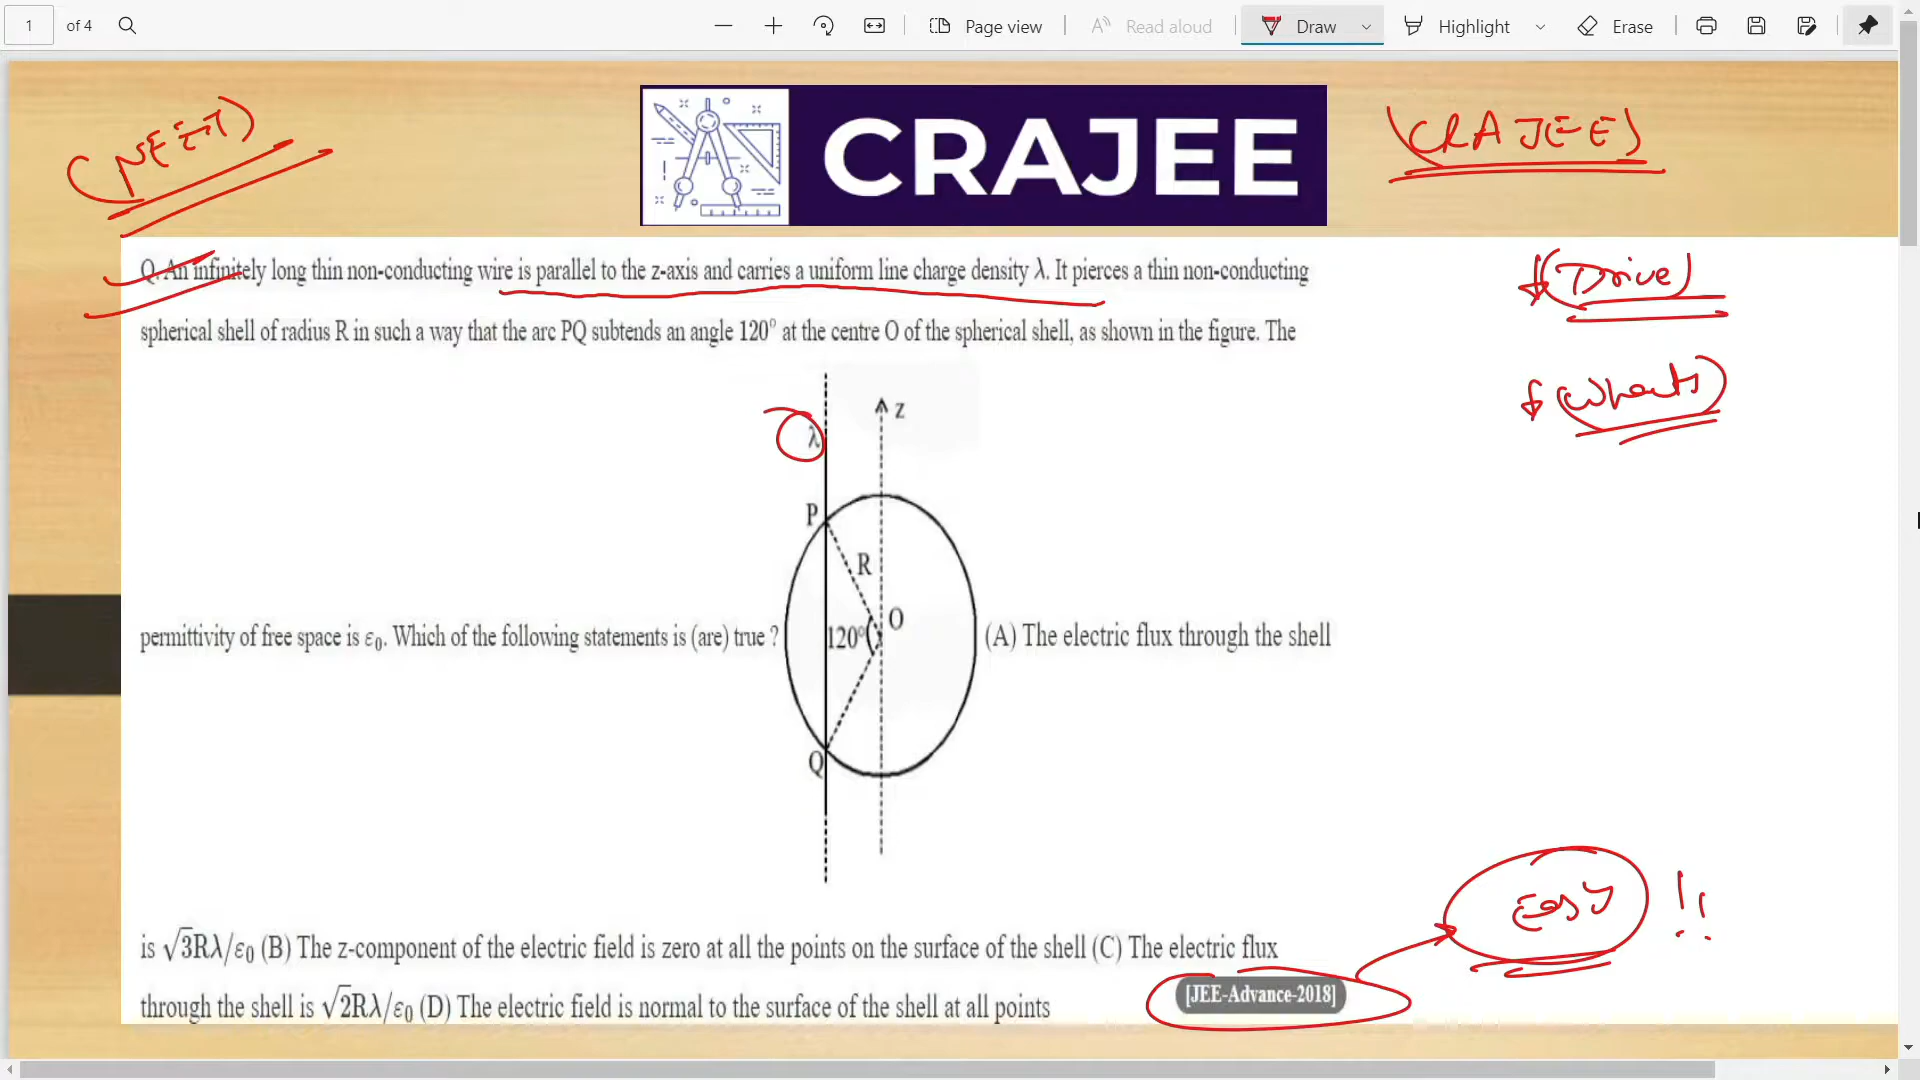 1 of 4 Page view Read aloud Draw Highlight Erase
(NEET)
CRAJEE
(CRAJEE)
Q. An infinitely long thin non-conducting wire is parallel to the z-axis and carries a uniform line charge density λ. It pierces a thin non-conducting
(Drive)
spherical shell of radius R in such a way that the arc PQ subtends an angle 120° at the centre O of the spherical shell, as shown in the figure. The
z
λ
P
R
O
permittivity of free space is ε₀. Which of the following statements is (are) true ? 120° (A) The electric flux through the shell
Q
Easy !!
is √3Rλ/ε₀ (B) The z-component of the electric field is zero at all the points on the surface of the shell (C) The electric flux
through the shell is √2Rλ/ε₀ (D) The electric field is normal to the surface of the shell at all points [JEE-Advance-2018]